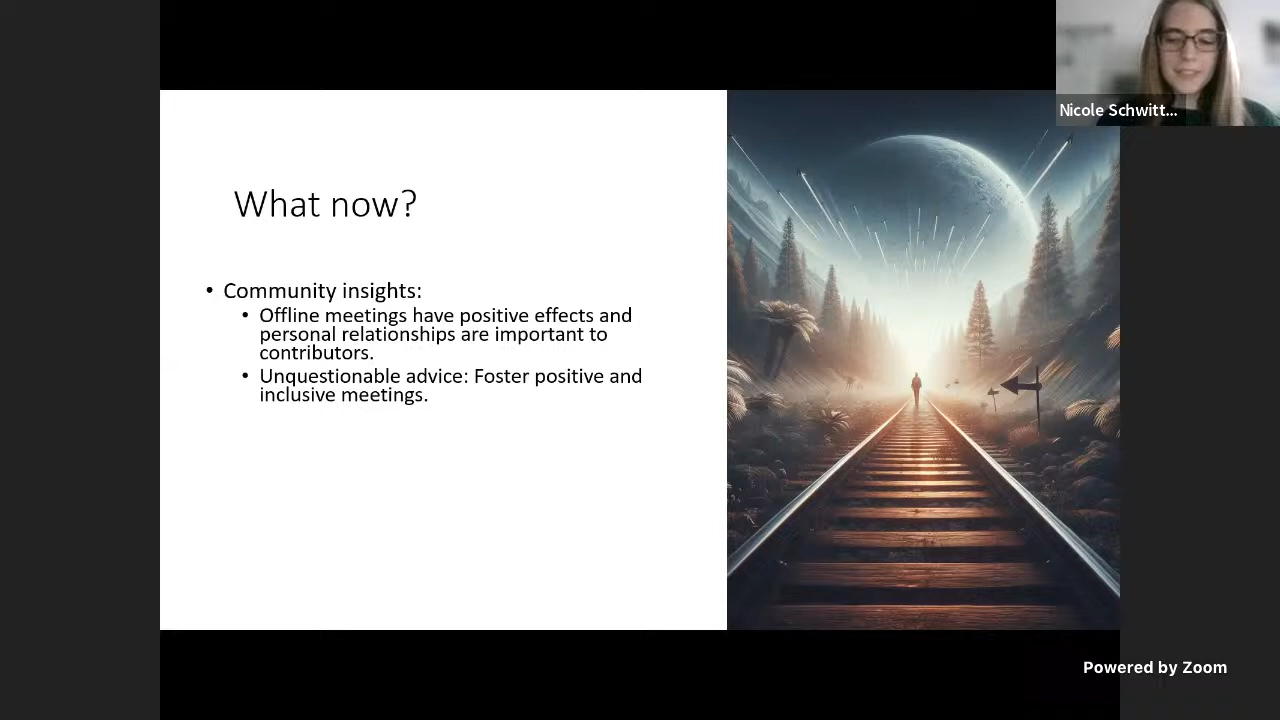 Nicole Schwitt...
What now?
• Community insights:
• Offline meetings have positive effects and
personal relationships are important to
contributors.
• Unquestionable advice: Foster positive and
inclusive meetings.
Powered by Zoom